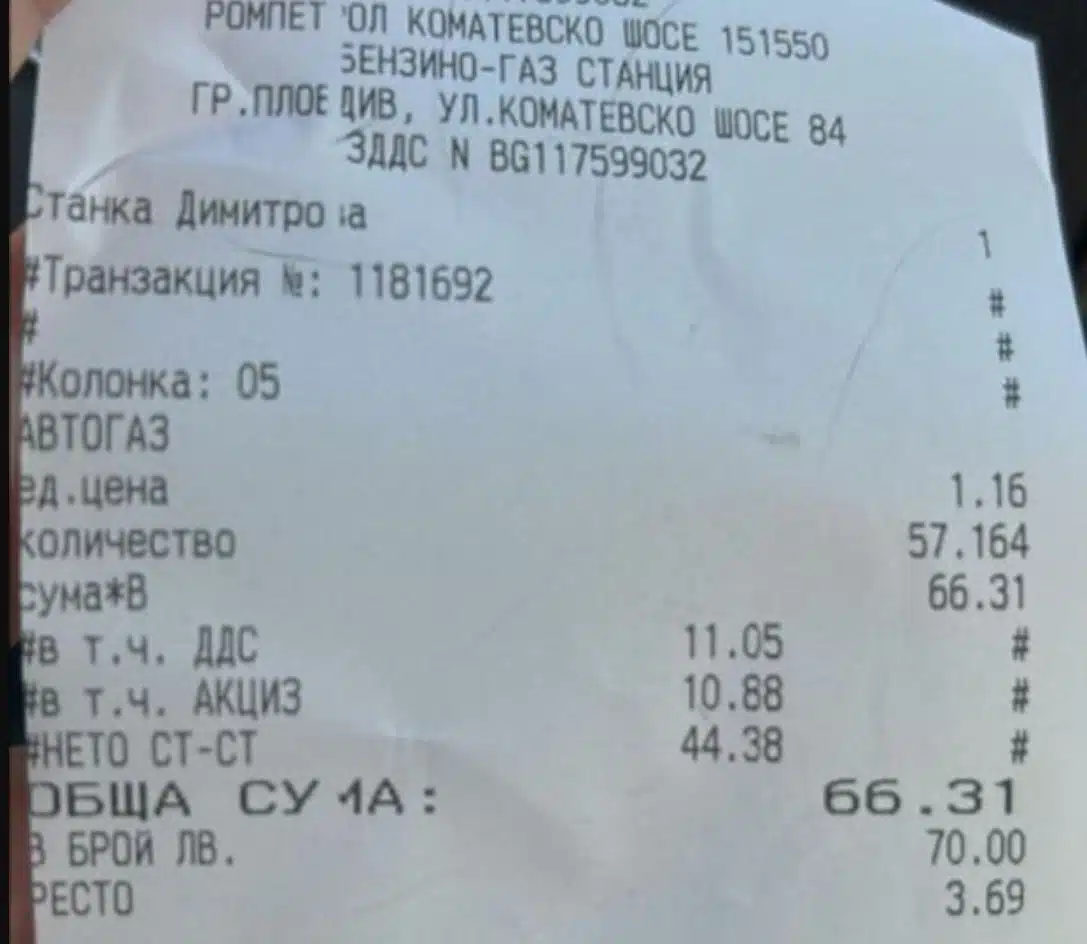 РОМПЕТРОЛ КОМАТЕВСКО ШОСЕ 151550
БЕНЗИНО-ГАЗ СТАНЦИЯ
ГР.ПЛОВДИВ, УЛ.КОМАТЕВСКО ШОСЕ 84
ЗДДС N BG117599032
Станка Димитрова 1
#Транзакция №: 1181692 #
# #
#Колонка: 05 #
АВТОГАЗ
ед.цена 1.16
количество 57.164
сума*В 66.31
#в т.ч. ДДС 11.05 #
#в т.ч. АКЦИЗ 10.88 #
#НЕТО СТ-СТ 44.38 #
ОБЩА СУМА: 66.31
В БРОЙ ЛВ. 70.00
РЕСТО 3.69